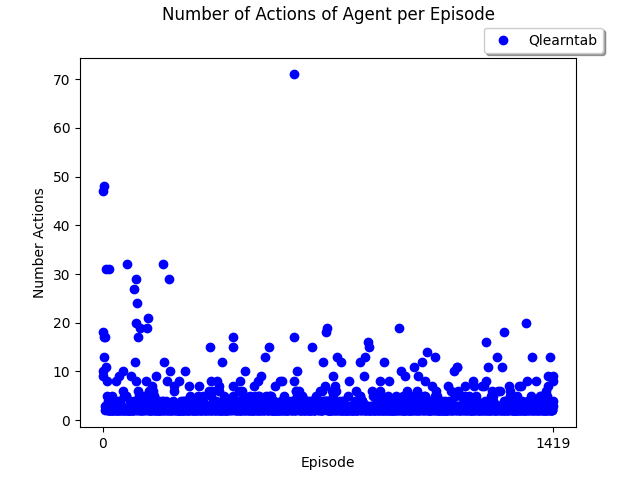 Number of Actions of Agent per Episode
Qlearntab
70
60
50
40
30
20
10
0
Number Actions
0 1419
Episode